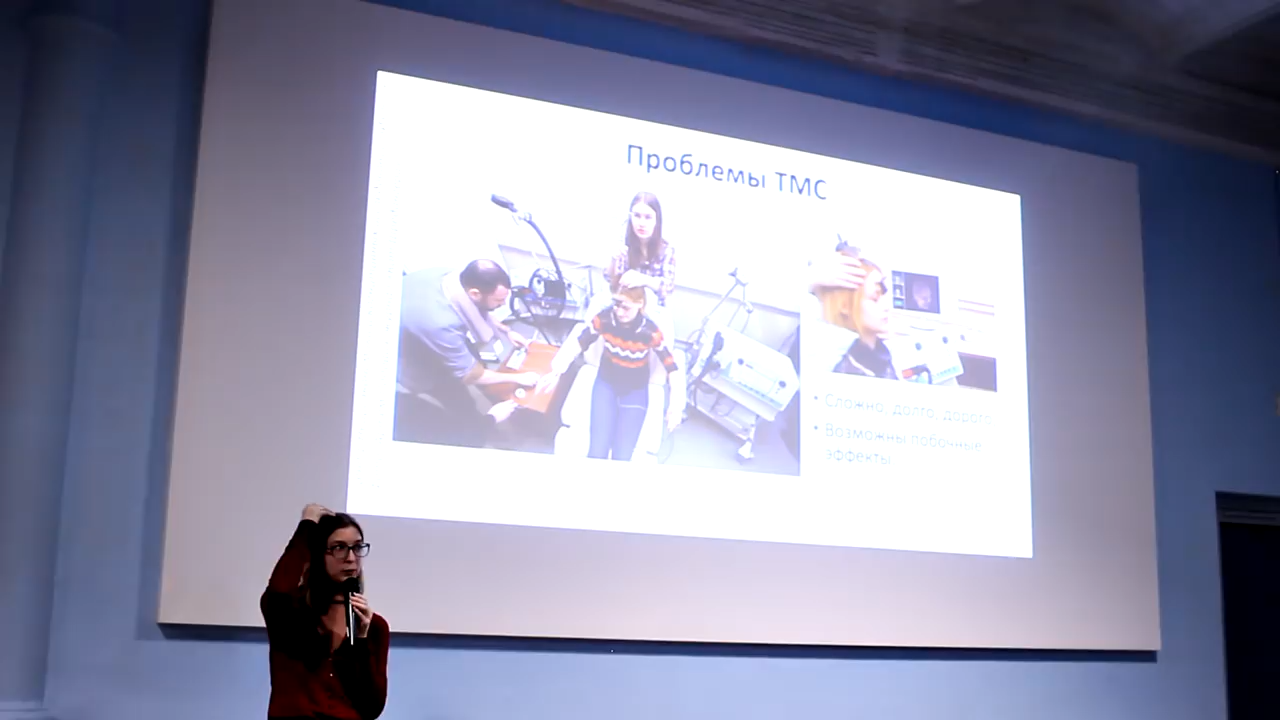 Проблемы ТМС
• Сложно, долго, дорого
• Возможны побочные
эффекты